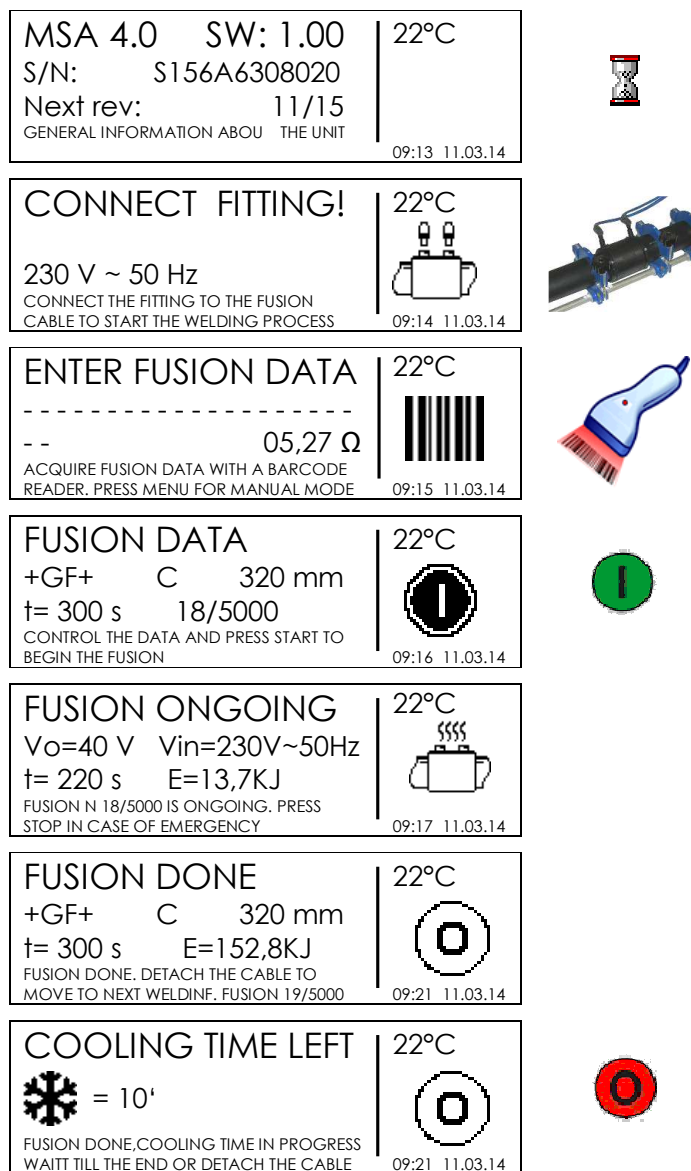 MSA 4.0 SW: 1.00 22°C
S/N: S156A6308020
Next rev: 11/15
GENERAL INFORMATION ABOU THE UNIT
09:13 11.03.14
CONNECT FITTING! 22°C
230 V ~ 50 Hz
CONNECT THE FITTING TO THE FUSION
CABLE TO START THE WELDING PROCESS 09:14 11.03.14
ENTER FUSION DATA 22°C
- - - - - - - - - - - - - - - - - - - -
- - 05,27 Ω
ACQUIRE FUSION DATA WITH A BARCODE
READER. PRESS MENU FOR MANUAL MODE 09:15 11.03.14
FUSION DATA 22°C
+GF+ C 320 mm
t= 300 s 18/5000
CONTROL THE DATA AND PRESS START TO
BEGIN THE FUSION 09:16 11.03.14
FUSION ONGOING 22°C
Vo=40 V Vin=230V~50Hz
t= 220 s E=13,7KJ
FUSION N 18/5000 IS ONGOING. PRESS
STOP IN CASE OF EMERGENCY 09:17 11.03.14
FUSION DONE 22°C
+GF+ C 320 mm
t= 300 s E=152,8KJ
FUSION DONE. DETACH THE CABLE TO
MOVE TO NEXT WELDINF. FUSION 19/5000 09:21 11.03.14
COOLING TIME LEFT 22°C
= 10‘
FUSION DONE,COOLING TIME IN PROGRESS
WAITT TILL THE END OR DETACH THE CABLE 09:21 11.03.14